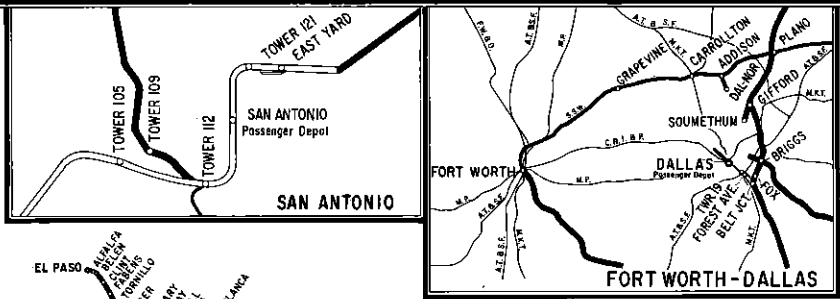 TOWER 121
EAST YARD
TOWER 105
TOWER 109
TOWER 112
SAN ANTONIO
Passenger Depot
SAN ANTONIO
F.W.&D.
A.T.&S.F.
M.P.
A.T.&S.F.
M.K.T.
GRAPEVINE
CARROLLTON
ADDISON
PLANO
DAL-NOR
GIFFORD
A.T.&S.F.
M.K.T.
SOUMETHUM
S.S.W.
C.R.I.&P.
FORT WORTH
DALLAS
Passenger Depot
BRIGGS
M.P.
TWR 19
FOREST AVE.
BELT JCT.
FOX
M.P.
A.T.&S.F.
A.T.&S.F.
M.K.T.
A.T.&S.F.
M.K.T.
FORT WORTH-DALLAS
EL PASO
ALFALFA
BELEN
CLINT
FABENS
TORNILLO